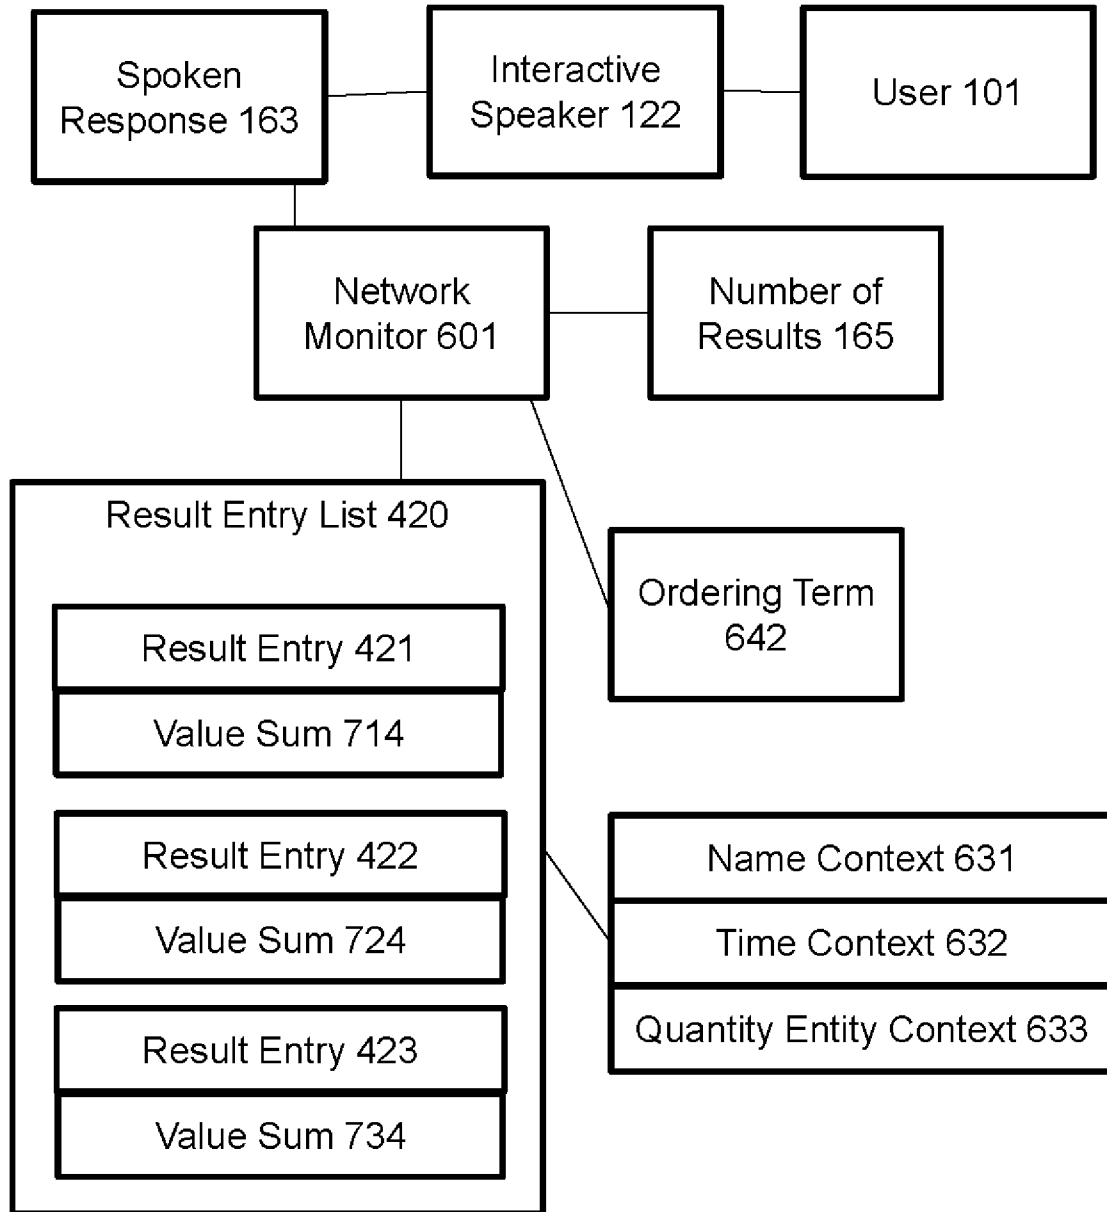 Spoken
Response 163
Interactive
Speaker 122
User 101
Network
Monitor 601
Number of
Results 165
Result Entry List 420
Result Entry 421
Value Sum 714
Result Entry 422
Value Sum 724
Result Entry 423
Value Sum 734
Ordering Term
642
Name Context 631
Time Context 632
Quantity Entity Context 633